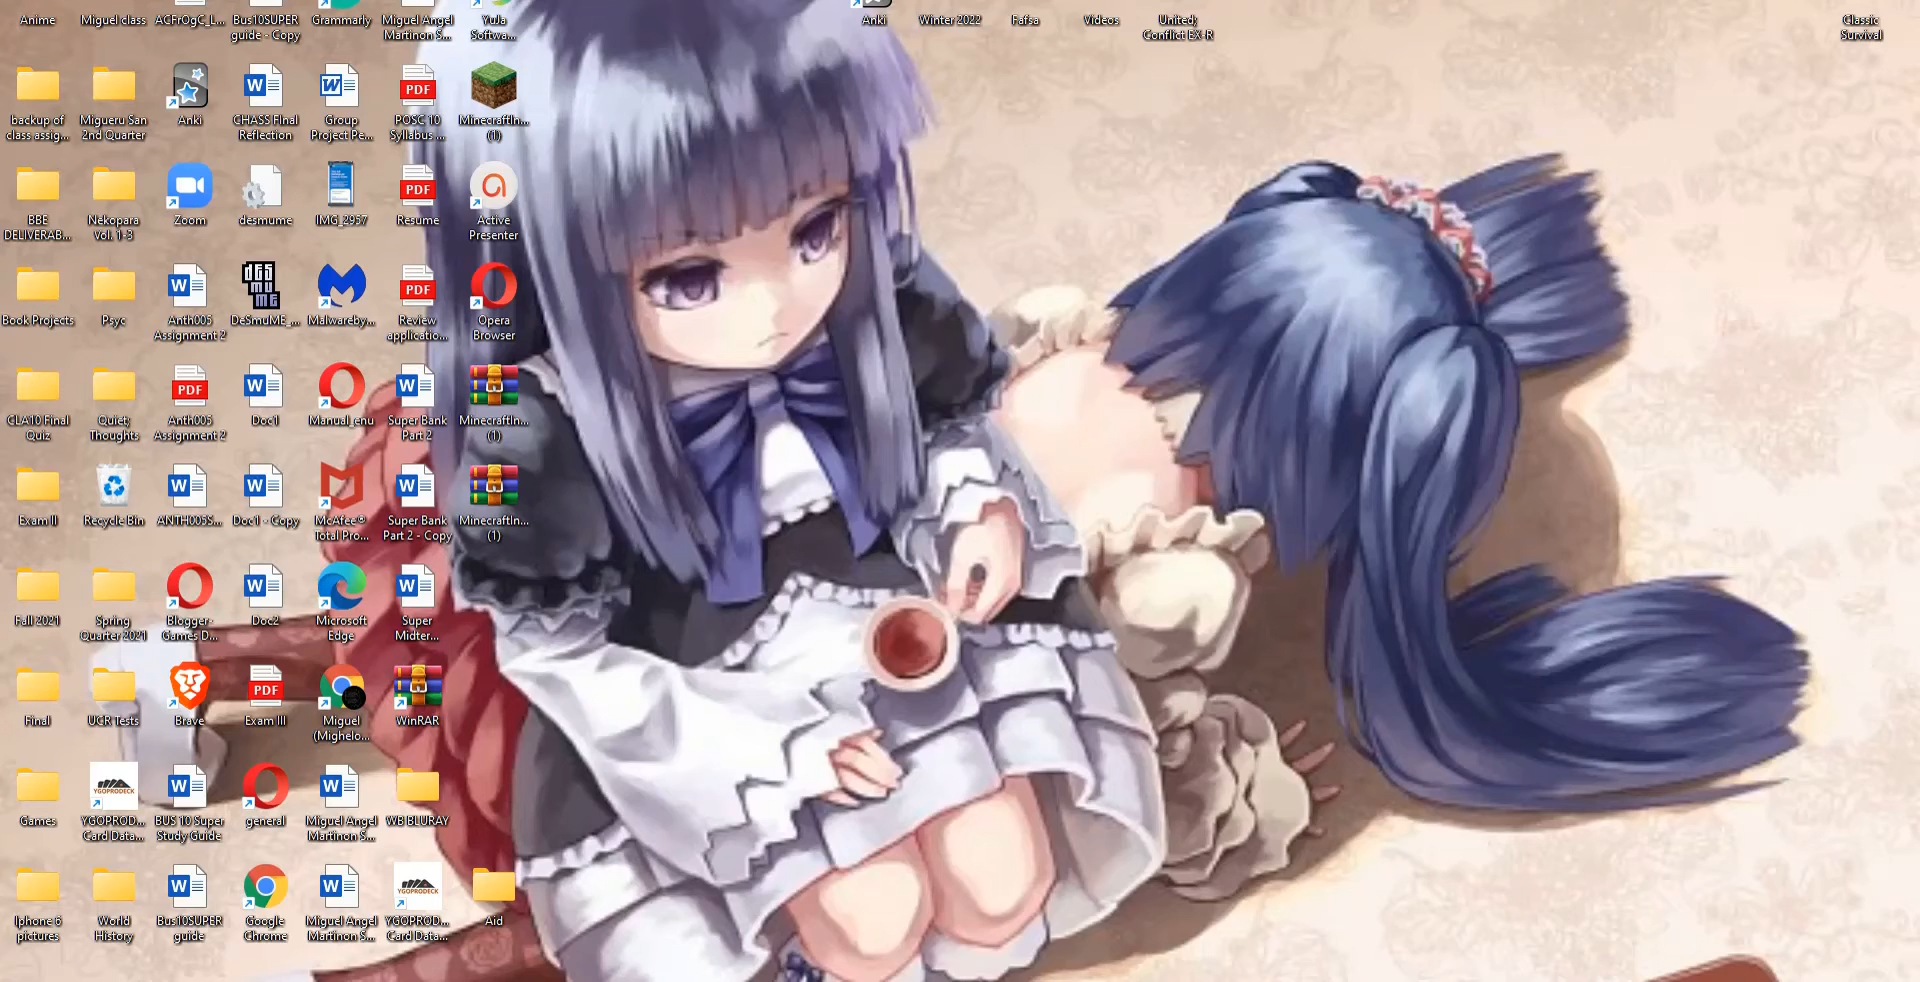 Anime
Miguel class
ACFrOgC_L...
Bus10SUPER
guide - Copy
Grammarly
Miguel Angel
Martinon S...
YuJa
Softwa...
Anki
Winter 2022
Fafsa
Videos
United;
Conflict EX-R
Classic
Survival
backup of
class assig...
Migueru San
2nd Quarter
Anki
CHASS FInal
Reflection
Group
Project Pe...
PDF
POSC 10
Syllabus ...
MinecraftIn...
(1)
BBE
DELIVERAB...
Nekopara
Vol. 1-3
Zoom
desmume
IMG_2957
PDF
Resume
Active
Presenter
Book Projects
Psyc
Anth005
Assignment 2
DeSmuME_...
Malwareby...
PDF
Review
applicatio...
Opera
Browser
CLA10 Final
Quiz
Quiet;
Thoughts
PDF
Anth005
Assignment 2
Doc1
Manual_enu
Super Bank
Part 2
MinecraftIn...
(1)
Exam II
Recycle Bin
ANTH005S...
Doc1 - Copy
McAfee®
Total Pro...
Super Bank
Part 2 - Copy
MinecraftIn...
(1)
Fall 2021
Spring
Quarter 2021
Blogger-
Games D...
Doc2
Microsoft
Edge
Super
Midter...
Final
UCR Tests
Brave
PDF
Exam III
Miguel
(Mighelo...
WinRAR
Games
YGOPROD...
Card Data...
BUS 10 Super
Study Guide
general
Miguel Angel
Martinon S...
WB BLURAY
Iphone 6
pictures
World
History
Bus10SUPER
guide
Google
Chrome
Miguel Angel
Martinon S...
YGOPRODECK
YGOPROD...
Card Data...
Aid